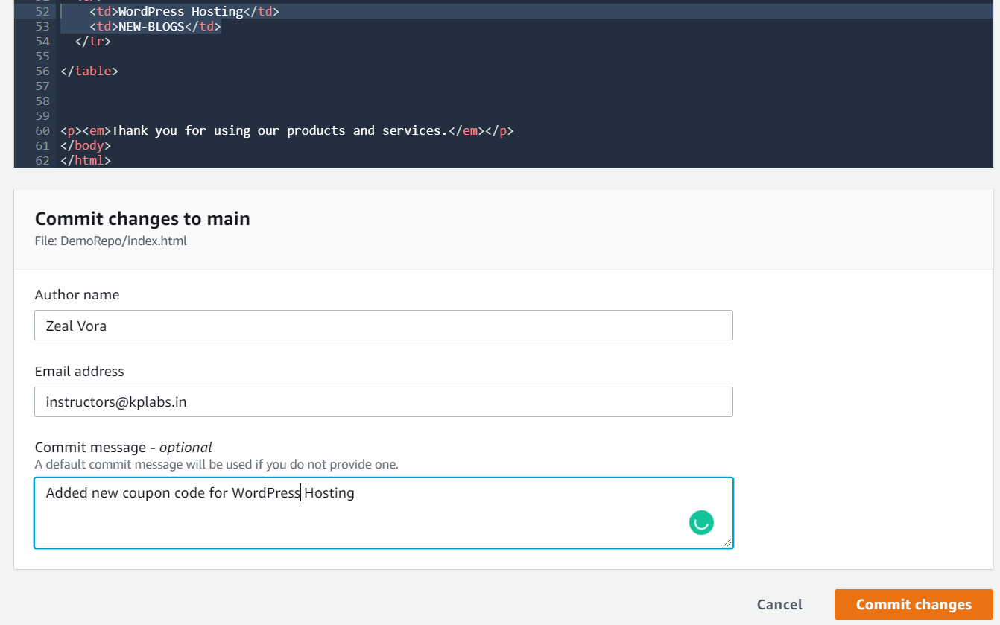 52 <td>WordPress Hosting</td>
53 <td>NEW-BLOGS</td>
54 </tr>
55
56 </table>
57
58
59
60 <p><em>Thank you for using our products and services.</em></p>
61 </body>
62 </html>
Commit changes to main
File: DemoRepo/index.html
Author name
Zeal Vora
Email address
instructors@kplabs.in
Commit message - optional
A default commit message will be used if you do not provide one.
Added new coupon code for WordPress Hosting
Cancel Commit changes